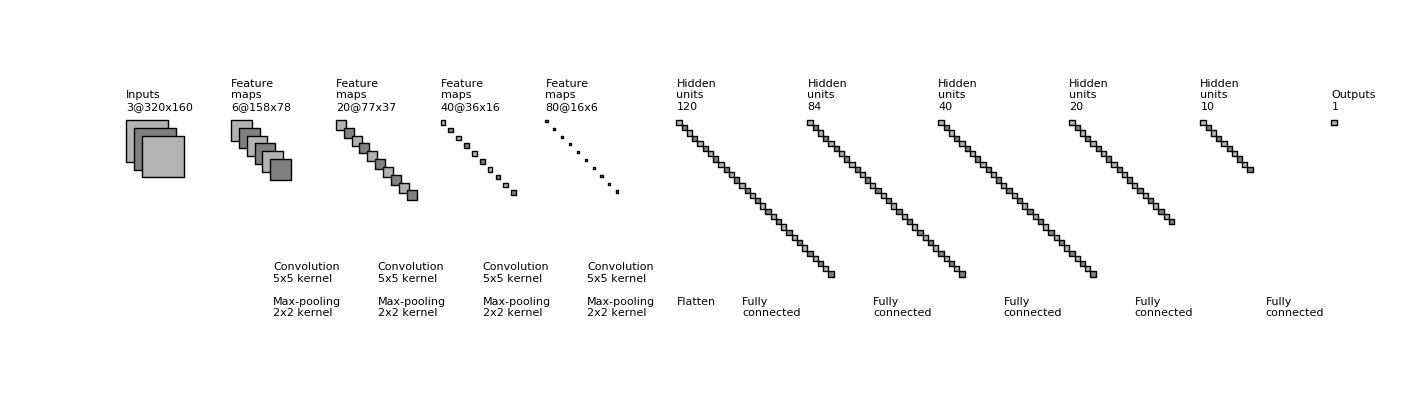 Inputs
3@320x160
Feature
maps
6@158x78
Feature
maps
20@77x37
Feature
maps
40@36x16
Feature
maps
80@16x6
Hidden
units
120
Hidden
units
84
Hidden
units
40
Hidden
units
20
Hidden
units
10
Outputs
1
Convolution
5x5 kernel
Convolution
5x5 kernel
Convolution
5x5 kernel
Convolution
5x5 kernel
Max-pooling
2x2 kernel
Max-pooling
2x2 kernel
Max-pooling
2x2 kernel
Max-pooling
2x2 kernel
Flatten
Fully
connected
Fully
connected
Fully
connected
Fully
connected
Fully
connected